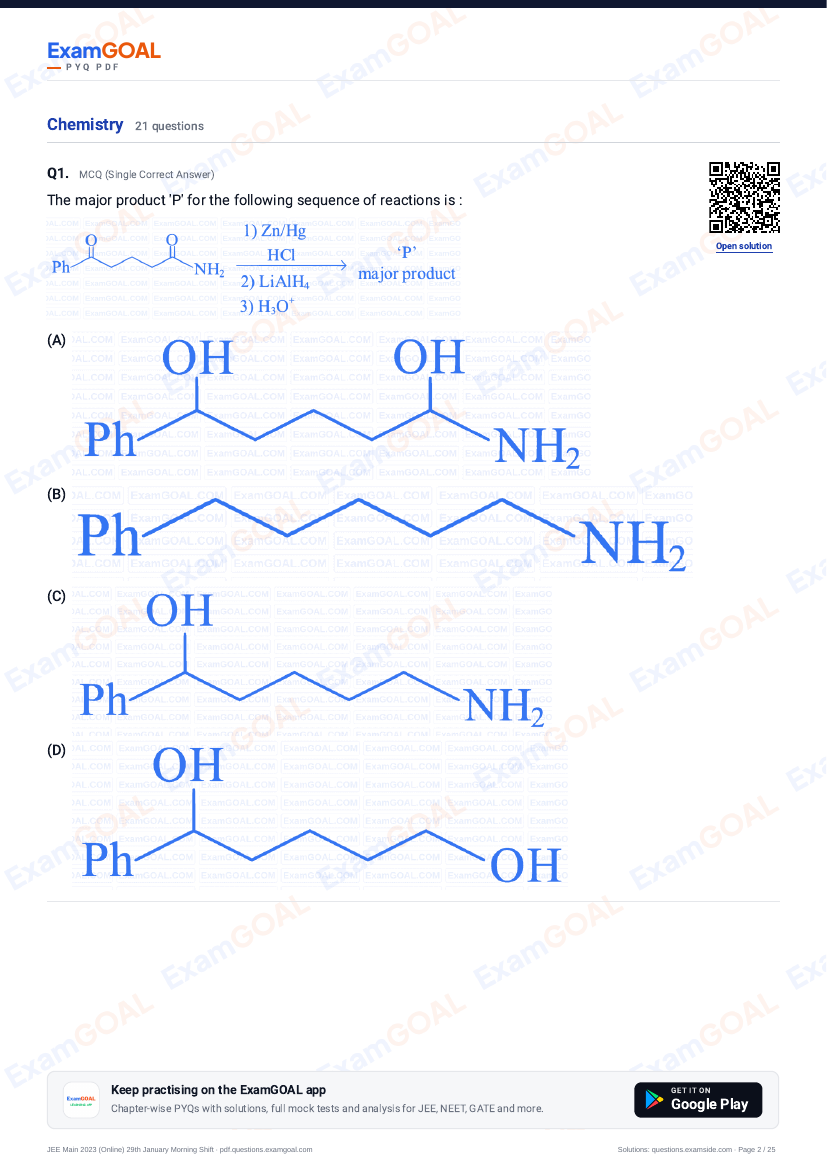 ExamGOAL
PYQ PDF
Chemistry 21 questions
Q1. MCQ (Single Correct Answer)
The major product 'P' for the following sequence of reactions is :
Open solution
O O
Ph NH₂
1) Zn/Hg
HCl
2) LiAlH₄
3) H₃O⁺
‘P’
major product
(A)
OH OH
Ph NH₂
(B)
Ph NH₂
(C)
OH
Ph NH₂
(D)
OH
Ph OH
Keep practising on the ExamGOAL app
Chapter-wise PYQs with solutions, full mock tests and analysis for JEE, NEET, GATE and more.
GET IT ON
Google Play
JEE Main 2023 (Online) 29th January Morning Shift · pdf.questions.examgoal.com
Solutions: questions.examside.com · Page 2 / 25